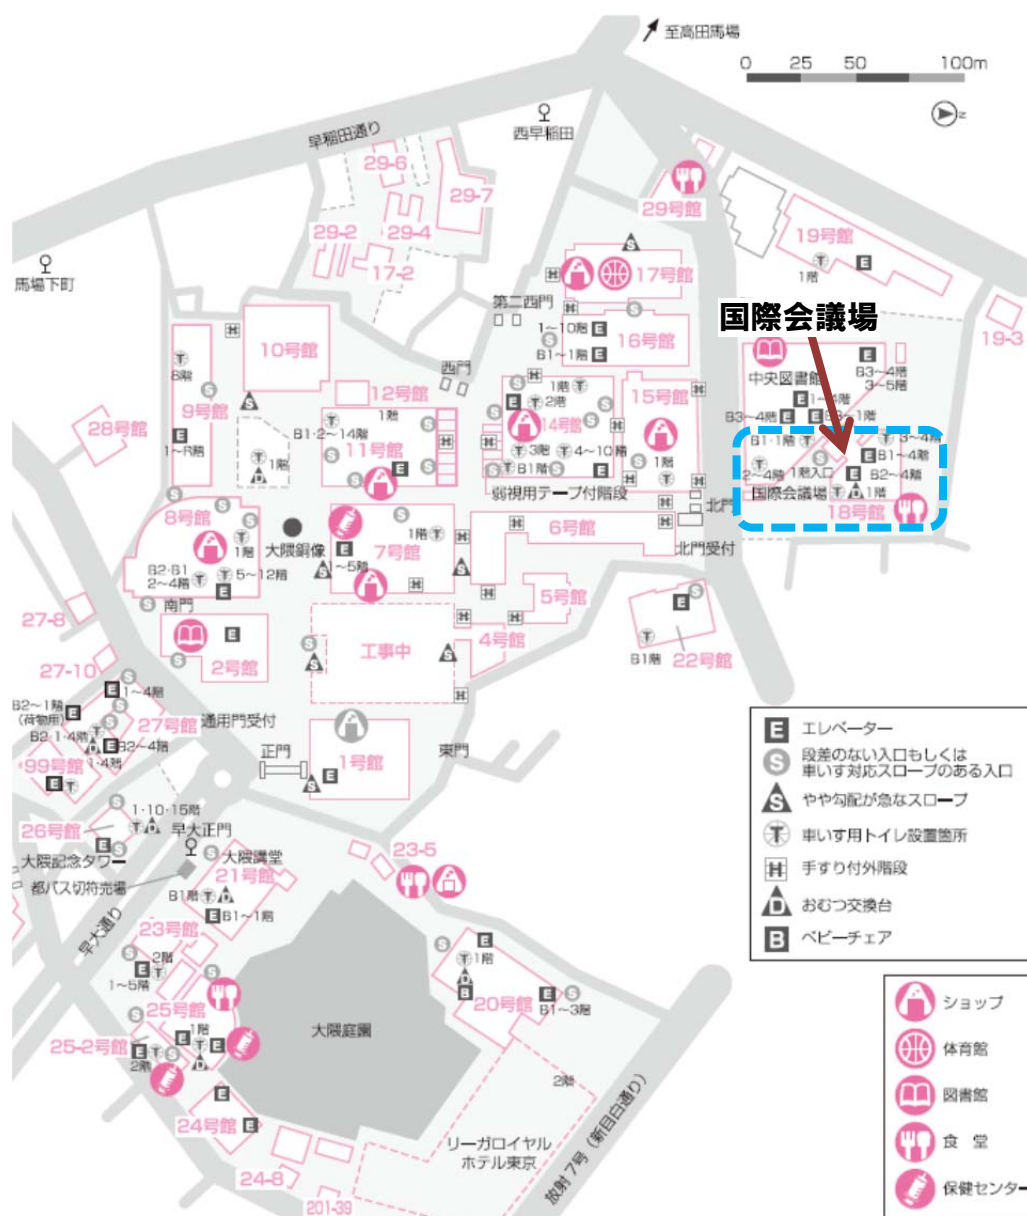 至高田馬場
0 25 50 100m
N
早稲田通り
西早稲田
29-6
29-7
29-2
29-4
17-2
29号館
19号館
1階
E
馬場下町
S
17号館
第二西門
国際会議場
19-3
1~10階 E
B1~1階 E
16号館
10号館
西門
12号館
中央図書館
B3~4階
3~5階
1~4階
B3~4階
B3~1階
8階
9号館
1~R階
28号館
1階
B1・2~14階
11号館
1階
2階
14号館
3階
4~10階
B1階
15号館
1階
B1・1階
3~4階
B1~4階
2~4階
1階入口
B2~4階
国際会議場
1階
18号館
弱視用テープ付階段
北門
北門受付
6号館
8号館
1階
B2・B1
2~4階
5~12階
大隈銅像
7号館
1階
1~5階
5号館
4号館
工事中
南門
2号館
27-8
27-10
22号館
B1階
B2~1階
(荷物用)
1~4階
B2・1・4階
27号館
B2~4階
1・4階
99号館
通用門受付
正門
1号館
東門
26号館
1・10・15階
早大正門
大隈記念タワー
都バス切符売場
大隈講堂
21号館
B1階
B1~1階
23-5
早大通り
23号館
2階
1~5階
25号館
1階
25-2号館
2階
24号館
大隈庭園
1階
20号館
B1~3階
2階
リーガロイヤル
ホテル東京
放射7号(新目白通り)
24-8
201-39
E エレベーター
S 段差のない入口もしくは
車いす対応スロープのある入口
S やや勾配が急なスロープ
T 車いす用トイレ設置箇所
手すり付外階段
D おむつ交換台
B ベビーチェア
ショップ
体育館
図書館
食 堂
保健センター